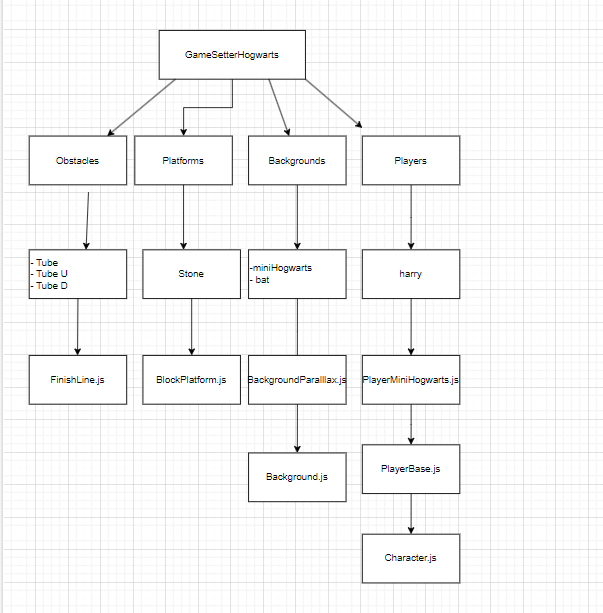 GameSetterHogwarts
Obstacles
Platforms
Backgrounds
Players
- Tube
- Tube U
- Tube D
Stone
-miniHogwarts
- bat
harry
FinishLine.js
BlockPlatform.js
BackgroundParalllax.js
PlayerMiniHogwarts.js
Background.js
PlayerBase.js
Character.js